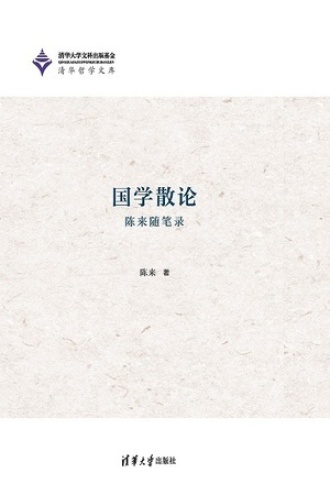 清华大学文科出版基金
清华哲学文库
国学散论
陈来随笔录
陈来 著
清华大学出版社